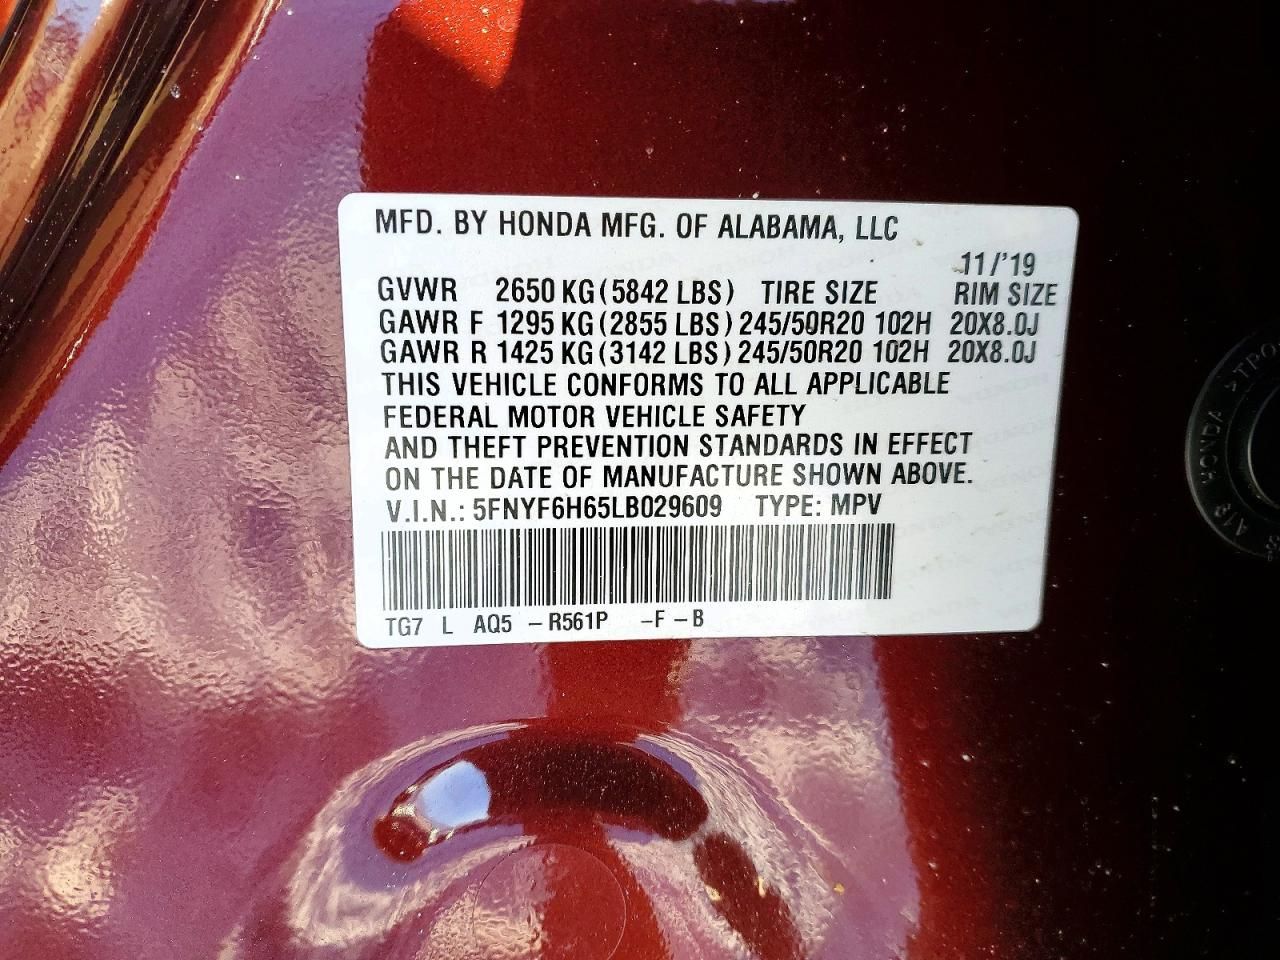 MFD. BY HONDA MFG. OF ALABAMA, LLC
11/'19
GVWR 2650 KG (5842 LBS) TIRE SIZE RIM SIZE
GAWR F 1295 KG (2855 LBS) 245/50R20 102H 20X8.0J
GAWR R 1425 KG (3142 LBS) 245/50R20 102H 20X8.0J
THIS VEHICLE CONFORMS TO ALL APPLICABLE
FEDERAL MOTOR VEHICLE SAFETY
AND THEFT PREVENTION STANDARDS IN EFFECT
ON THE DATE OF MANUFACTURE SHOWN ABOVE.
V.I.N.: 5FNYF6H65LB029609 TYPE: MPV
TG7 L AQ5 -R561P -F -B
A13 HONDA